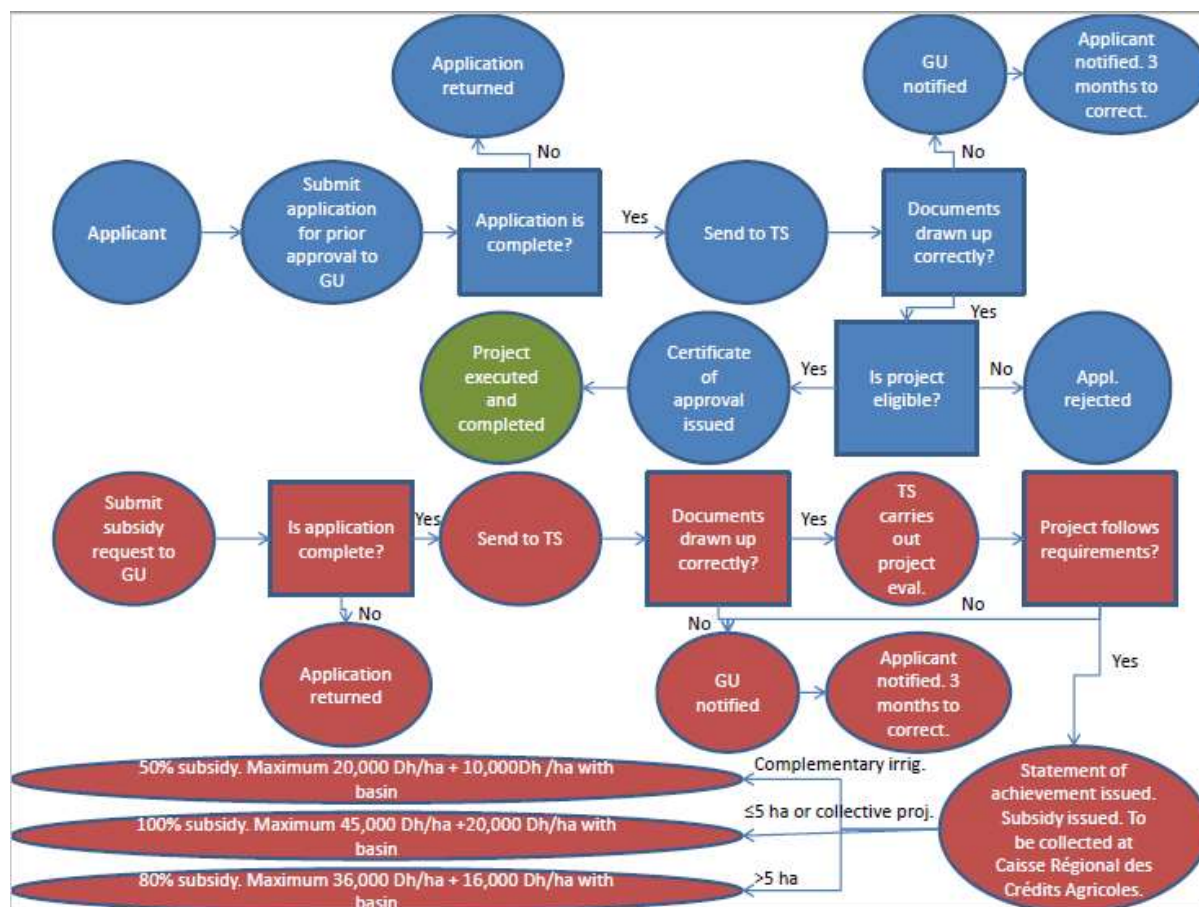 Application
returned
GU
notified
Applicant
notified. 3
months to
correct.
No
No
Applicant
Submit
application
for prior
approval to
GU
Application is
complete?
Yes
Send to TS
Documents
drawn up
correctly?
Yes
Project
executed
and
completed
Certificate
of
approval
issued
Yes
Is project
eligible?
No
Appl.
rejected
Submit
subsidy
request to
GU
Is application
complete?
Yes
Send to TS
Documents
drawn up
correctly?
Yes
TS
carries
out
project
eval.
Project follows
requirements?
No
No
No
Yes
Application
returned
GU
notified
Applicant
notified. 3
months to
correct.
50% subsidy. Maximum 20,000 Dh/ha + 10,000Dh /ha with
basin
Complementary irrig.
100% subsidy. Maximum 45,000 Dh/ha +20,000 Dh/ha with
basin
≤5 ha or collective proj.
80% subsidy. Maximum 36,000 Dh/ha + 16,000 Dh/ha with
basin
>5 ha
Statement of
achievement issued.
Subsidy issued. To
be collected at
Caisse Régional des
Crédits Agricoles.